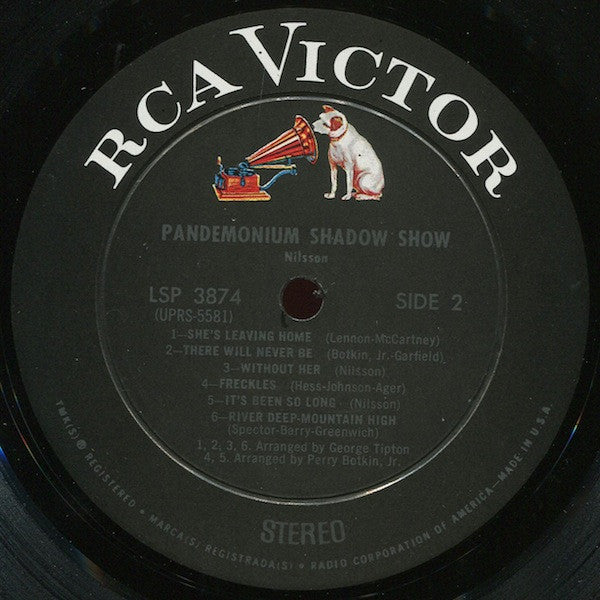 RCA VICTOR
PANDEMONIUM SHADOW SHOW
Nilsson
LSP 3874
SIDE 2
(UPRS-5581)
1—SHE'S LEAVING HOME (Lennon-McCartney)
2—THERE WILL NEVER BE (Botkin, Jr.-Garfield)
3—WITHOUT HER (Nilsson)
4—FRECKLES (Hess-Johnson-Ager)
5—IT'S BEEN SO LONG (Nilsson)
6—RIVER DEEP-MOUNTAIN HIGH
(Spector-Barry-Greenwich)
1, 2, 3, 6. Arranged by George Tipton
4, 5. Arranged by Perry Botkin, Jr.
STEREO
TMK(S) ® REGISTERED • MARCA(S) REGISTRADA(S) • RADIO CORPORATION OF AMERICA—MADE IN U.S.A.